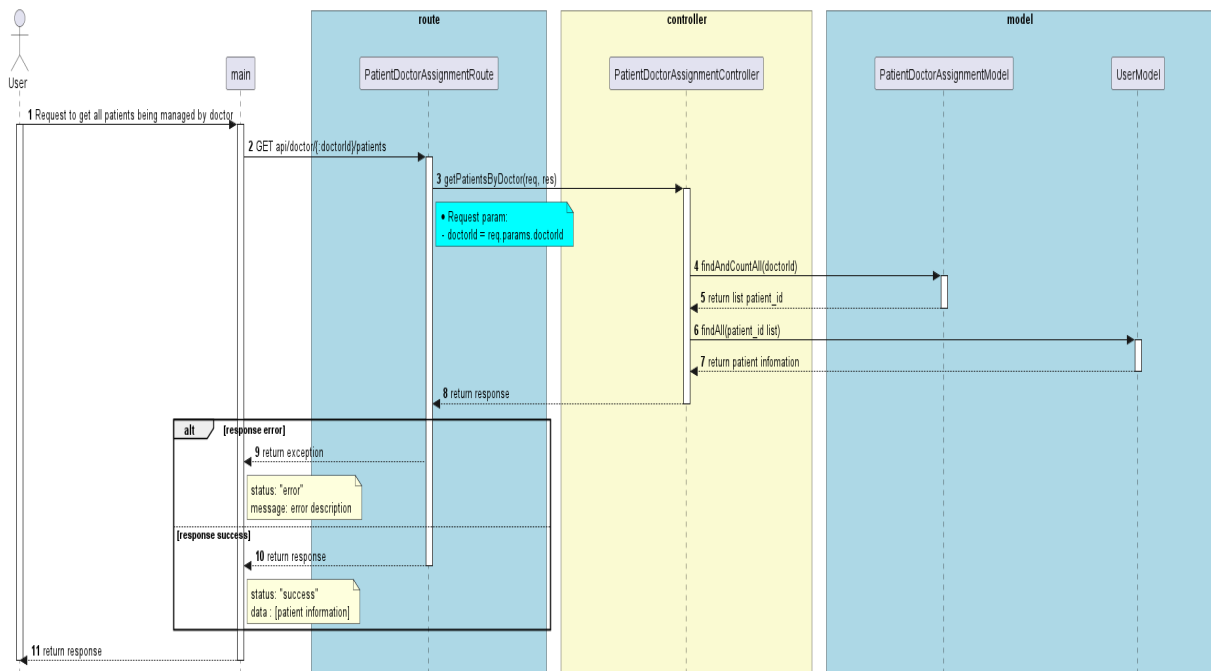 route
controller
model
User
main
PatientDoctorAssignmentRoute
PatientDoctorAssignmentController
PatientDoctorAssignmentModel
UserModel
1 Request to get all patients being managed by doctor
2 GET api/doctor/{:doctorId}/patients
3 getPatientsByDoctor(req, res)
• Request param:
- doctorId = req.params.doctorId
4 findAndCountAll(doctorId)
5 return list patient_id
6 findAll(patient_id list)
7 return patient infomation
8 return response
alt [response error]
9 return exception
status: "error"
message: error description
[response success]
10 return response
status: "success"
data : [patient information]
11 return response